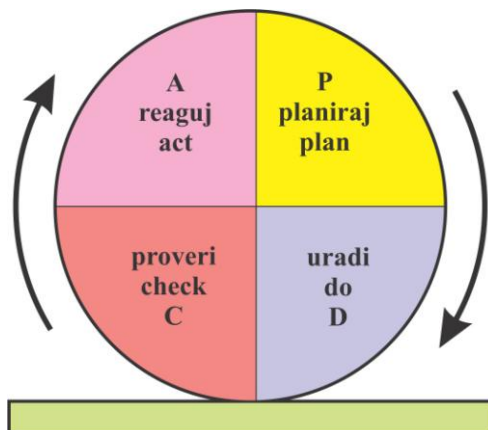 A
reaguj
act
P
planiraj
plan
proveri
check
C
uradi
do
D